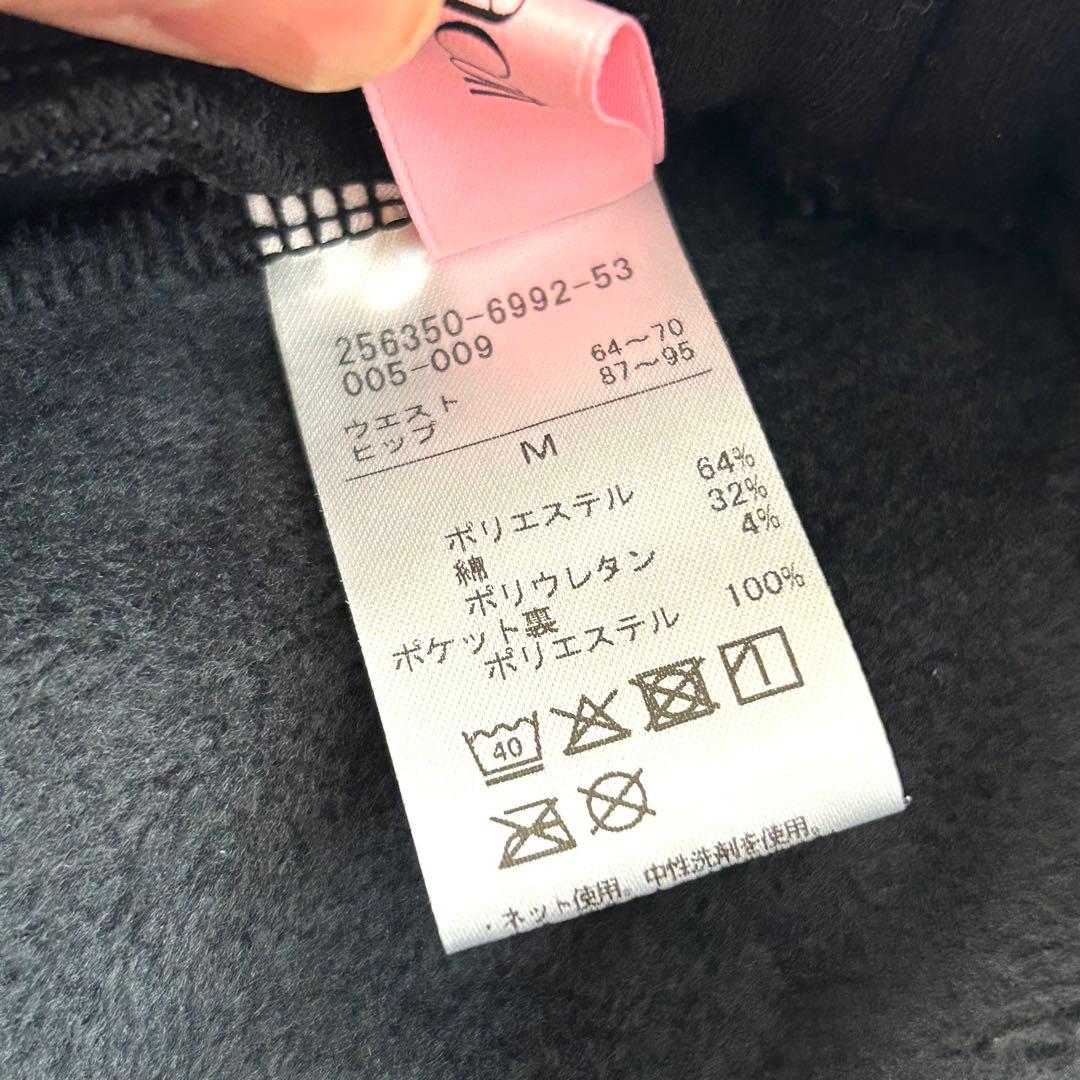 256350-6992-53
005-009
ウエスト 64～70
ヒップ 87～95
M
ポリエステル 64%
綿 32%
ポリウレタン 4%
ポケット裏
ポリエステル 100%
40
・ネット使用。中性洗剤を使用。